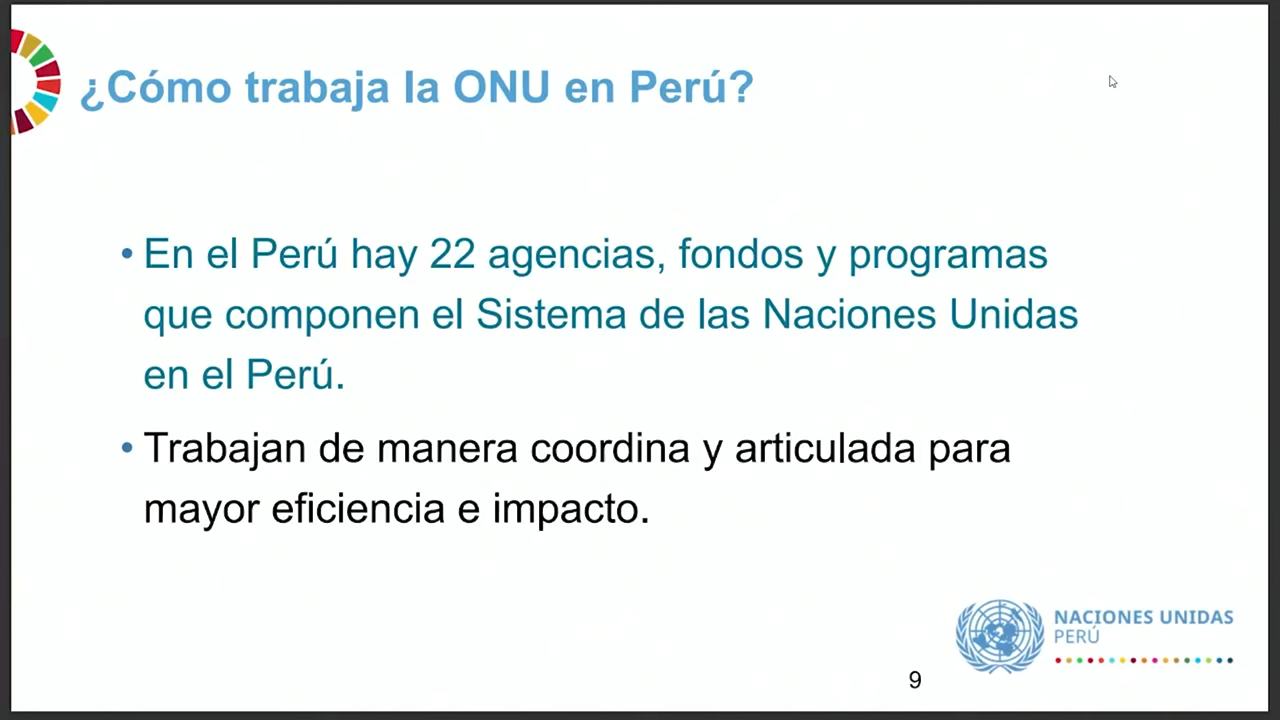 ¿Cómo trabaja la ONU en Perú?
• En el Perú hay 22 agencias, fondos y programas
que componen el Sistema de las Naciones Unidas
en el Perú.
• Trabajan de manera coordina y articulada para
mayor eficiencia e impacto.
NACIONES UNIDAS
PERÚ
9